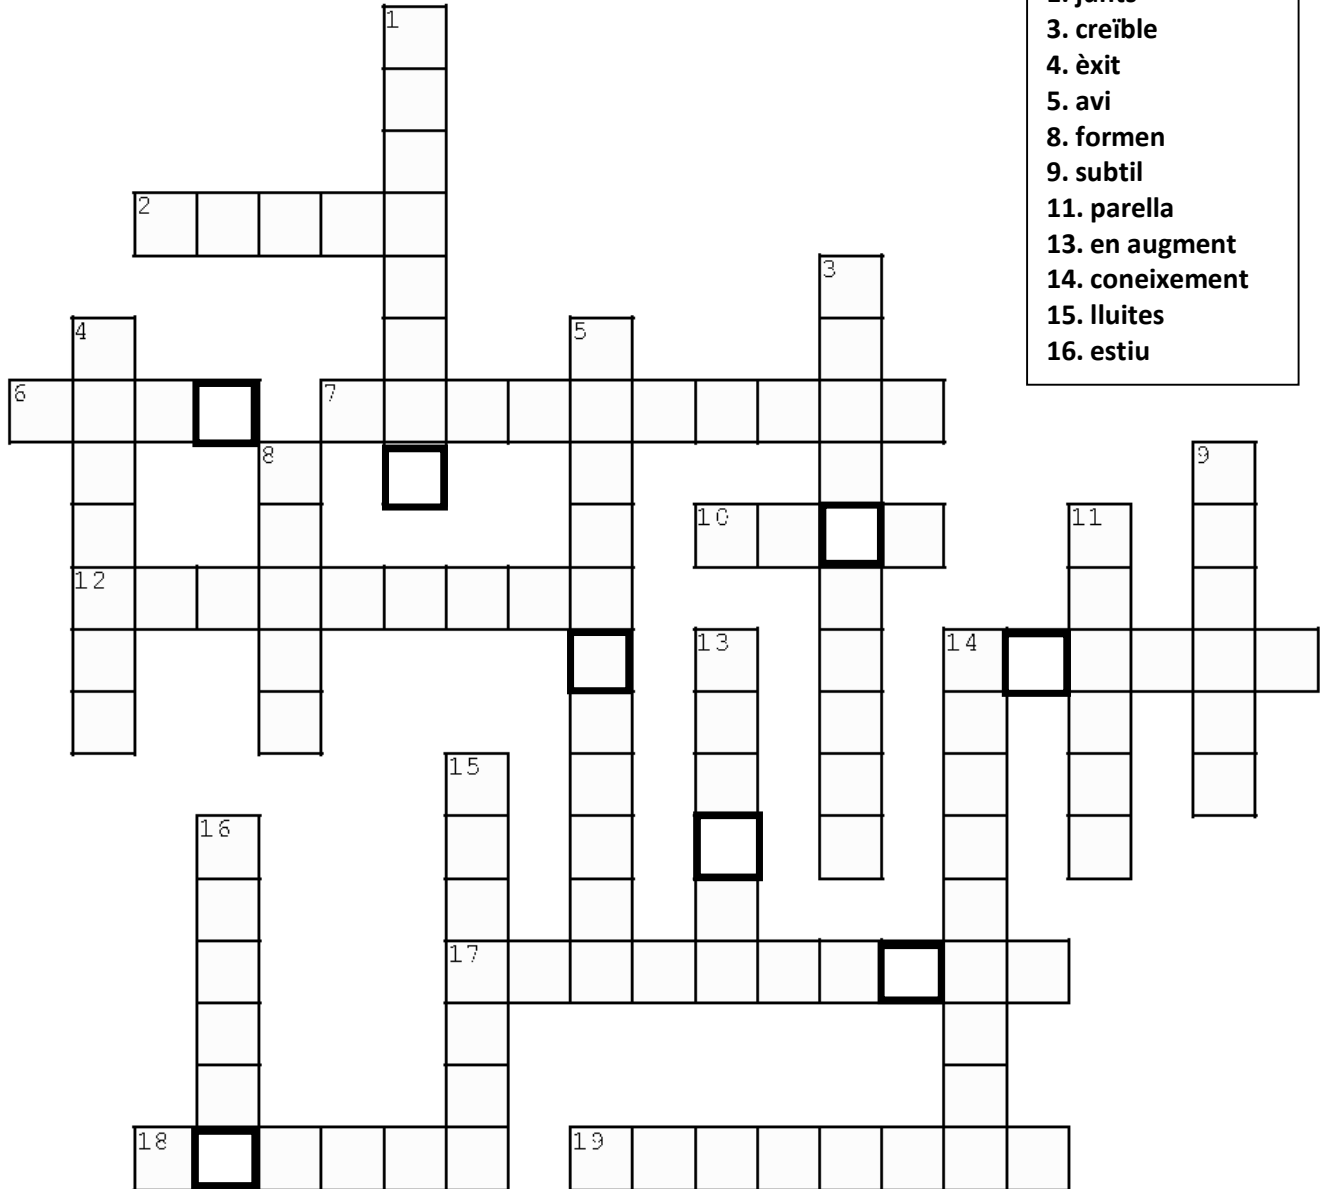 3. creïble
4. èxit
5. avi
8. formen
9. subtil
11. parella
13. en augment
14. coneixement
15. lluites
16. estiu
1
2
3
4
5
6
7
8
9
10
11
12
13
14
15
16
17
18
19